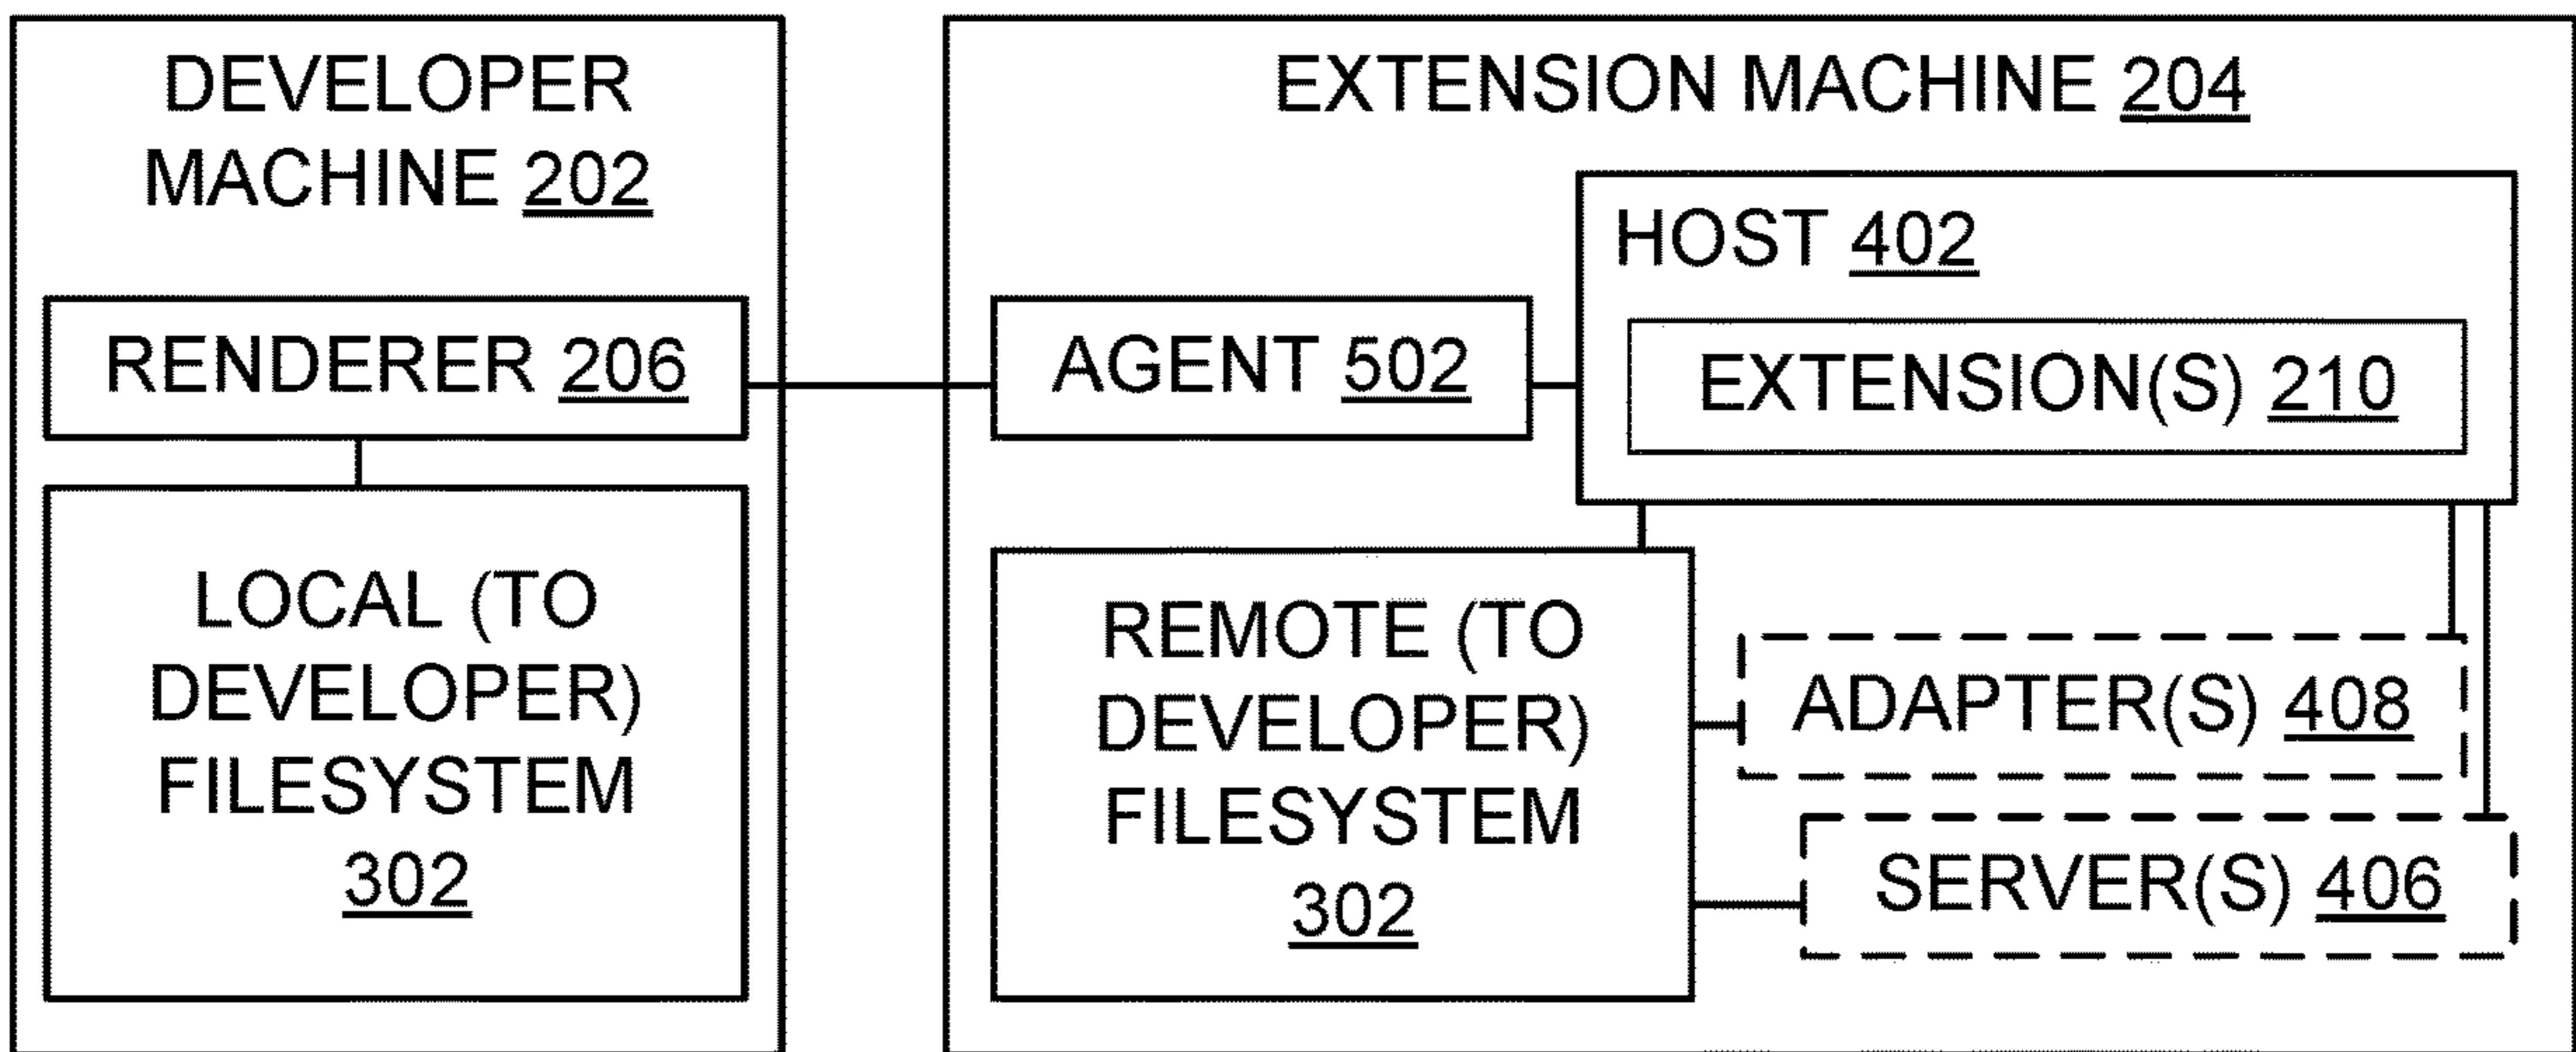 DEVELOPER
MACHINE 202
RENDERER 206
LOCAL (TO
DEVELOPER)
FILESYSTEM
302
EXTENSION MACHINE 204
HOST 402
AGENT 502
EXTENSION(S) 210
REMOTE (TO
DEVELOPER)
FILESYSTEM
302
ADAPTER(S) 408
SERVER(S) 406